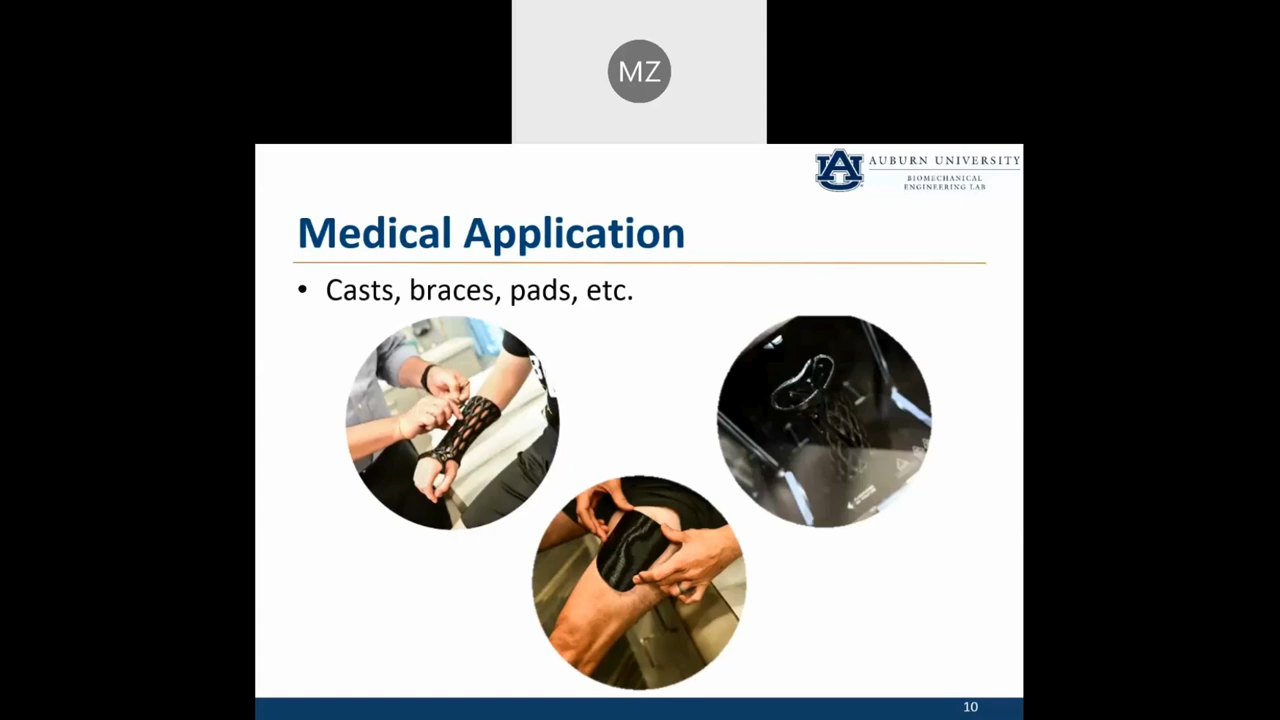 MZ
AUBURN UNIVERSITY
BIOMECHANICAL
ENGINEERING LAB
Medical Application
• Casts, braces, pads, etc.
10